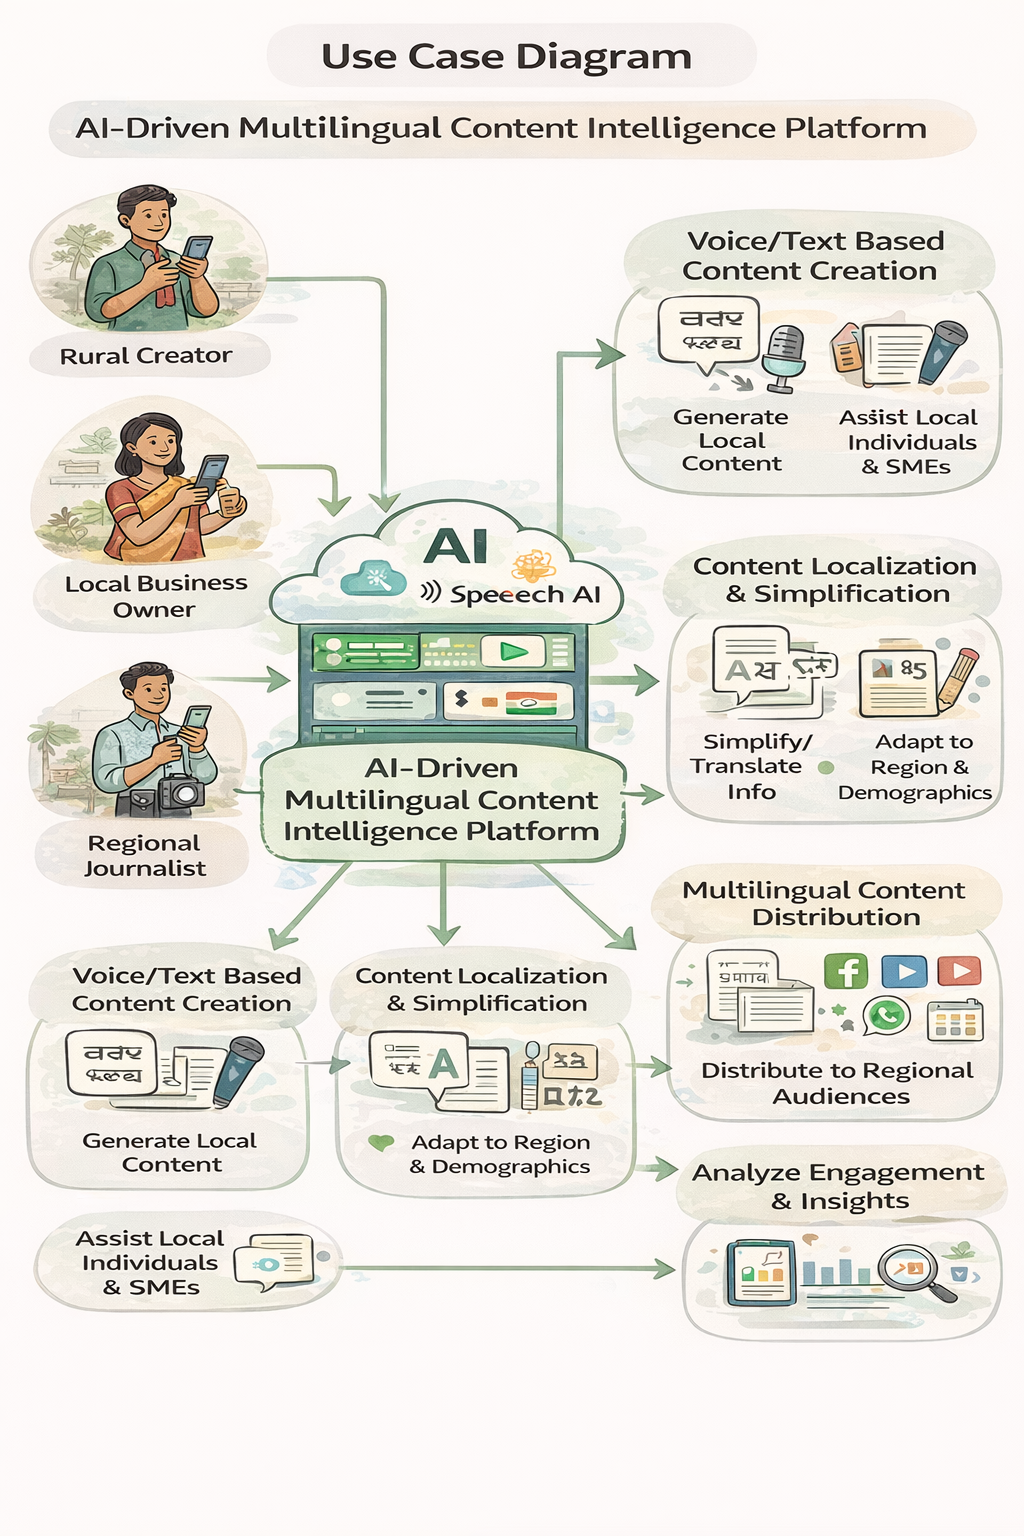 Use Case Diagram
AI-Driven Multilingual Content Intelligence Platform
Rural Creator
Local Business
Owner
Regional
Journalist
AI
Speeech AI
AI-Driven
Multilingual Content
Intelligence Platform
Voice/Text Based
Content Creation
Generate
Local
Content
Assist Local
Individuals
& SMEs
Content Localization
& Simplification
A
85
Simplify/
Translate
Info
Adapt to
Region &
Demographics
Multilingual Content
Distribution
f
Distribute to Regional
Audiences
Voice/Text Based
Content Creation
Generate Local
Content
Content Localization
& Simplification
A
Adapt to Region
& Demographics
Analyze Engagement
& Insights
Assist Local
Individuals
& SMEs